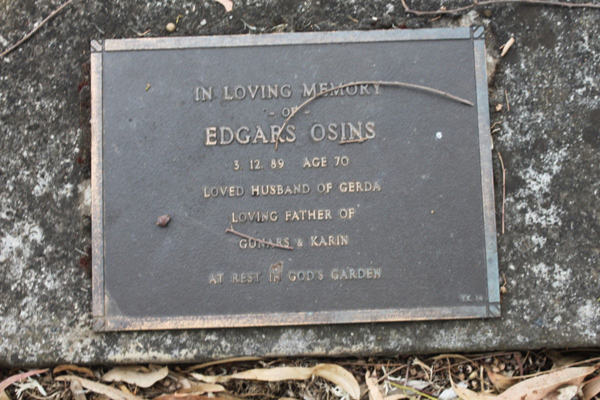 IN LOVING MEMORY
- OF -
EDGARS OSINS
3. 12. 89 AGE 70
LOVED HUSBAND OF GERDA
LOVING FATHER OF
GUNARS & KARIN
AT REST IN GOD'S GARDEN